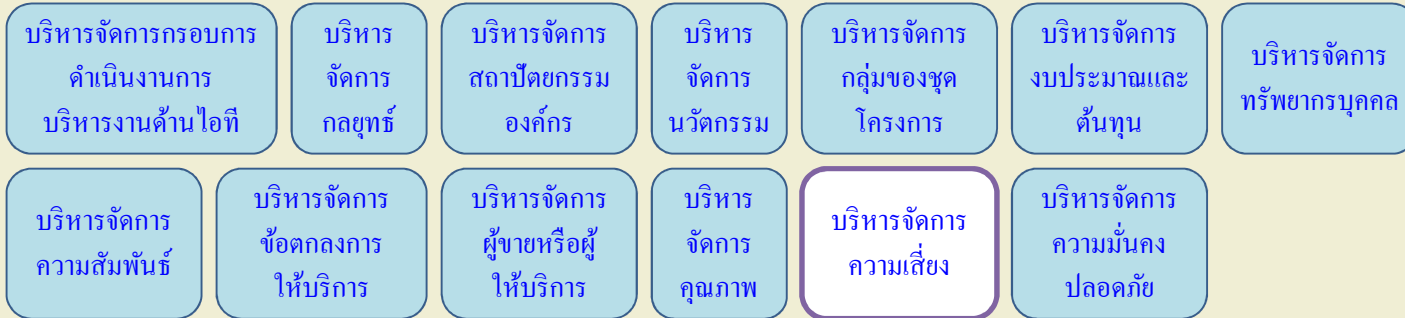 บริหารจัดการกรอบการ
ดำเนินงานการ
บริหารงานด้านไอที
บริหาร
จัดการ
กลยุทธ์
บริหารจัดการ
สถาปัตยกรรม
องค์กร
บริหาร
จัดการ
นวัตกรรม
บริหารจัดการ
กลุ่มของชุด
โครงการ
บริหารจัดการ
งบประมาณและ
ต้นทุน
บริหารจัดการ
ทรัพยากรบุคคล
บริหารจัดการ
ความสัมพันธ์
บริหารจัดการ
ข้อตกลงการ
ให้บริการ
บริหารจัดการ
ผู้ขายหรือผู้
ให้บริการ
บริหาร
จัดการ
คุณภาพ
บริหารจัดการ
ความเสี่ยง
บริหารจัดการ
ความมั่นคง
ปลอดภัย